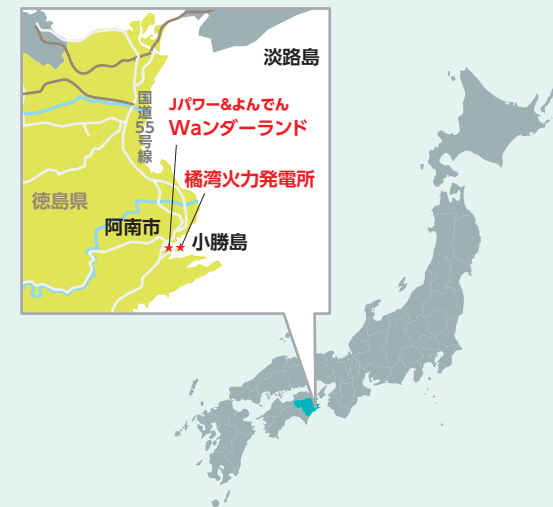 淡路島
国道55号線
Jパワー&よんでん
Waンダーランド
橘湾火力発電所
徳島県
阿南市
小勝島